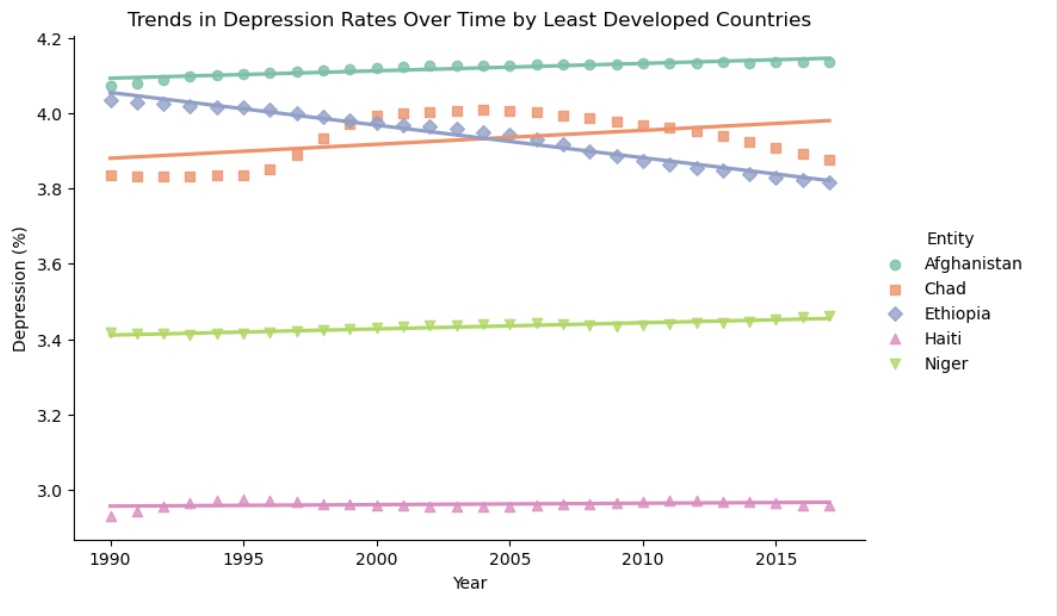 Trends in Depression Rates Over Time by Least Developed Countries
4.2
4.0
3.8
3.6
3.4
3.2
3.0
Depression (%)
1990
1995
2000
2005
2010
2015
Year
Entity
Afghanistan
Chad
Ethiopia
Haiti
Niger